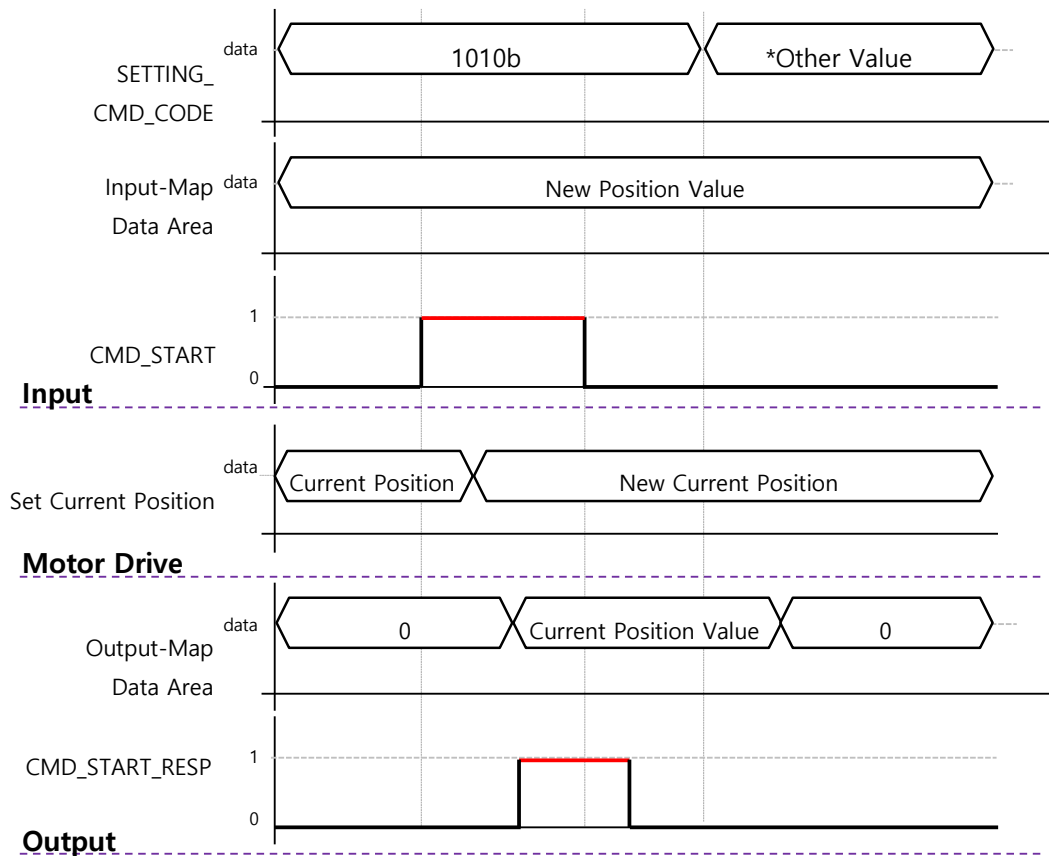 data
1010b
*Other Value
SETTING_
CMD_CODE
Input-Map
data
New Position Value
Data Area
1
CMD_START
0
Input
data
Current Position
New Current Position
Set Current Position
Motor Drive
data
0
Current Position Value
0
Output-Map
Data Area
1
CMD_START_RESP
0
Output